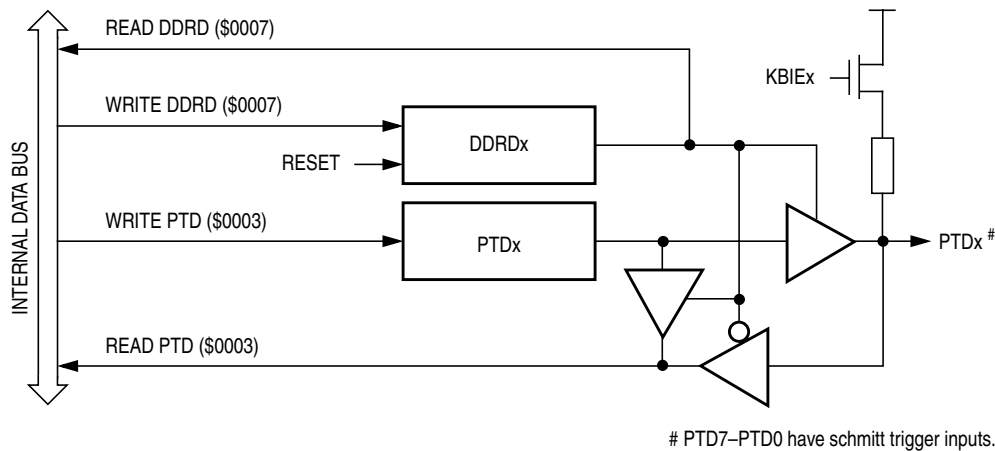 READ DDRD ($0007)
KBIEx
WRITE DDRD ($0007)
DDRDx
RESET
INTERNAL DATA BUS
WRITE PTD ($0003)
PTDx
PTDx #
READ PTD ($0003)
# PTD7–PTD0 have schmitt trigger inputs.